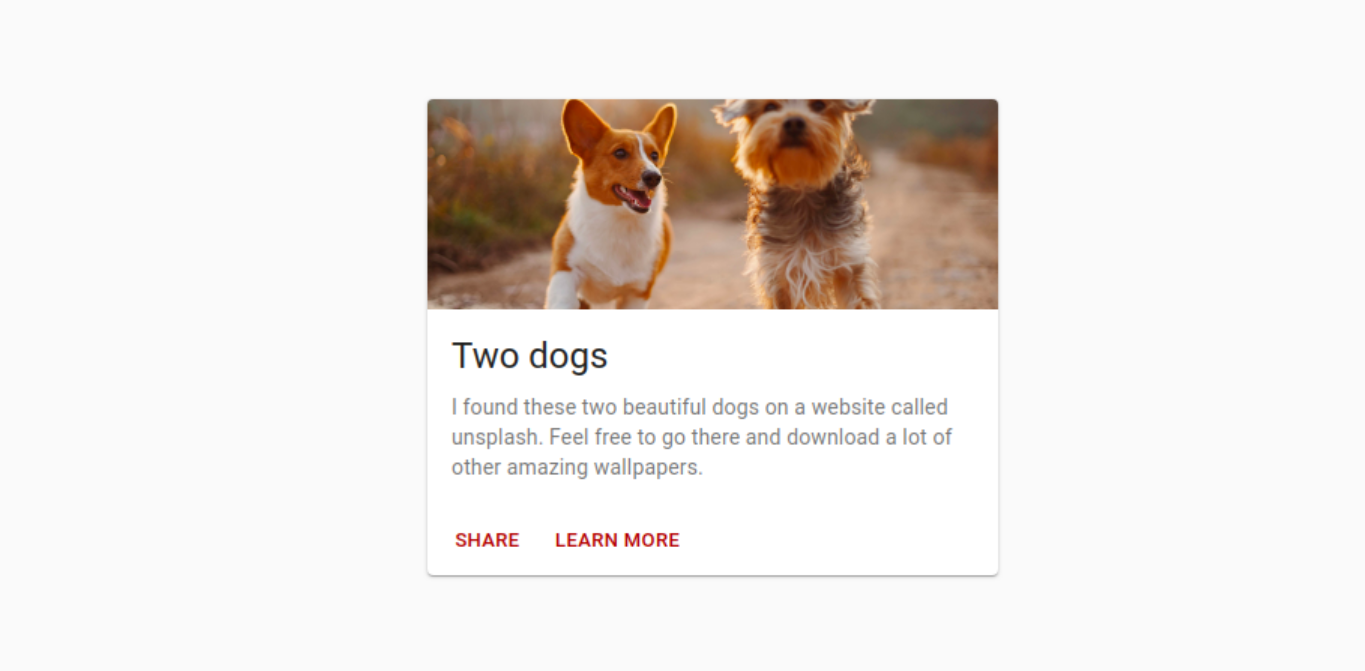 Two dogs
I found these two beautiful dogs on a website called
unsplash. Feel free to go there and download a lot of
other amazing wallpapers.
SHARE LEARN MORE